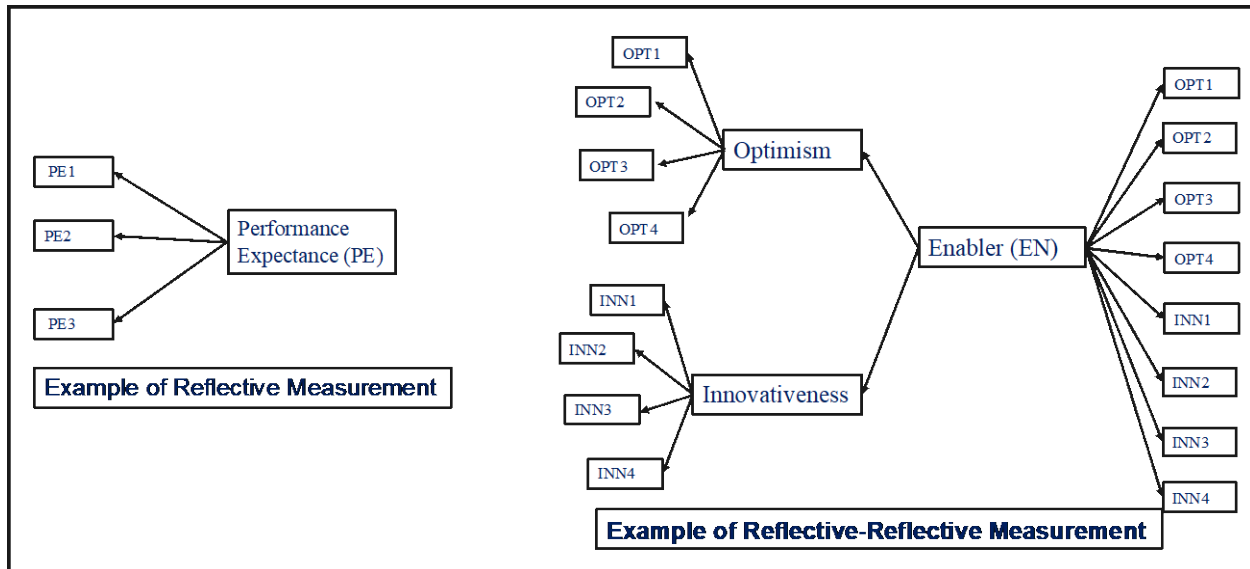 PE1
PE2
PE3
Performance
Expectance (PE)
Example of Reflective Measurement
OPT1
OPT2
OPT3
OPT4
Optimism
INN1
INN2
INN3
INN4
Innovativeness
Enabler (EN)
OPT1
OPT2
OPT3
OPT4
INN1
INN2
INN3
INN4
Example of Reflective-Reflective Measurement